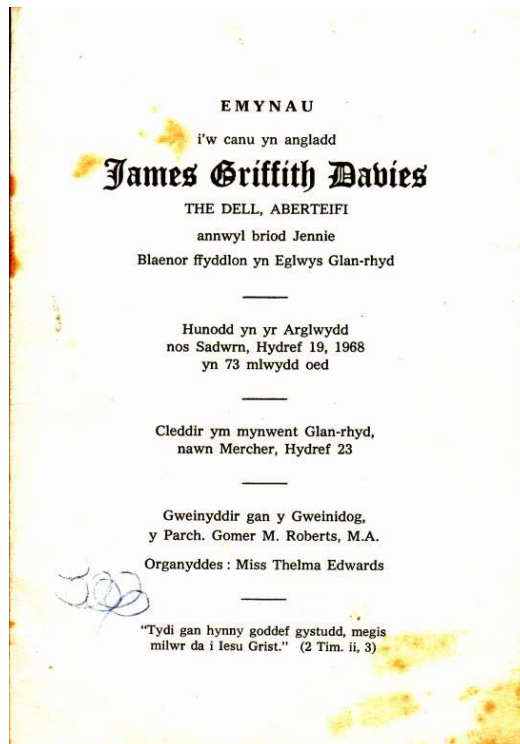 EMYNAU
i'w canu yn angladd
James Griffith Davies
THE DELL, ABERTEIFI
annwyl briod Jennie
Blaenor ffyddlon yn Eglwys Glan-rhyd
Hunodd yn yr Arglwydd
nos Sadwrn, Hydref 19, 1968
yn 73 mlwydd oed
Cleddir ym mynwent Glan-rhyd,
nawn Mercher, Hydref 23
Gweinyddir gan y Gweinidog,
y Parch. Gomer M. Roberts, M.A.
Organyddes : Miss Thelma Edwards
"Tydi gan hynny goddef gystudd, megis
milwr da i Iesu Grist." (2 Tim. ii, 3)